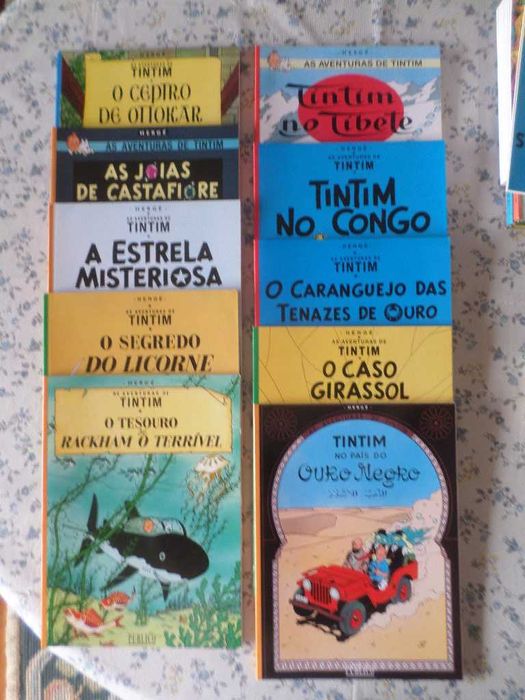 HERGÉ
AS AVENTURAS DE
TINTIM
O CEPTRO
DE OTTOKAR
HERGÉ
AS AVENTURAS DE TINTIM
AS JÓIAS
DE CASTAFIORE
HERGÉ
AS AVENTURAS DE
TINTIM
A ESTRELA
MISTERIOSA
HERGÉ
AS AVENTURAS DE
TINTIM
O SEGREDO
DO LICORNE
HERGÉ
AS AVENTURAS DE
TINTIM
O TESOURO
DE RACKHAM O TERRÍVEL
PÚBLICO
HERGÉ
AS AVENTURAS DE TINTIM
Tintim
no Tibete
HERGÉ
AS AVENTURAS DE
TINTIM
TINTIM
NO CONGO
HERGÉ
AS AVENTURAS DE
TINTIM
O CARANGUEJO DAS
TENAZES DE OURO
HERGÉ
AS AVENTURAS DE
TINTIM
O CASO
GIRASSOL
HERGÉ
TINTIM
NO PAÍS DO
OURO NEGRO
PÚBLICO